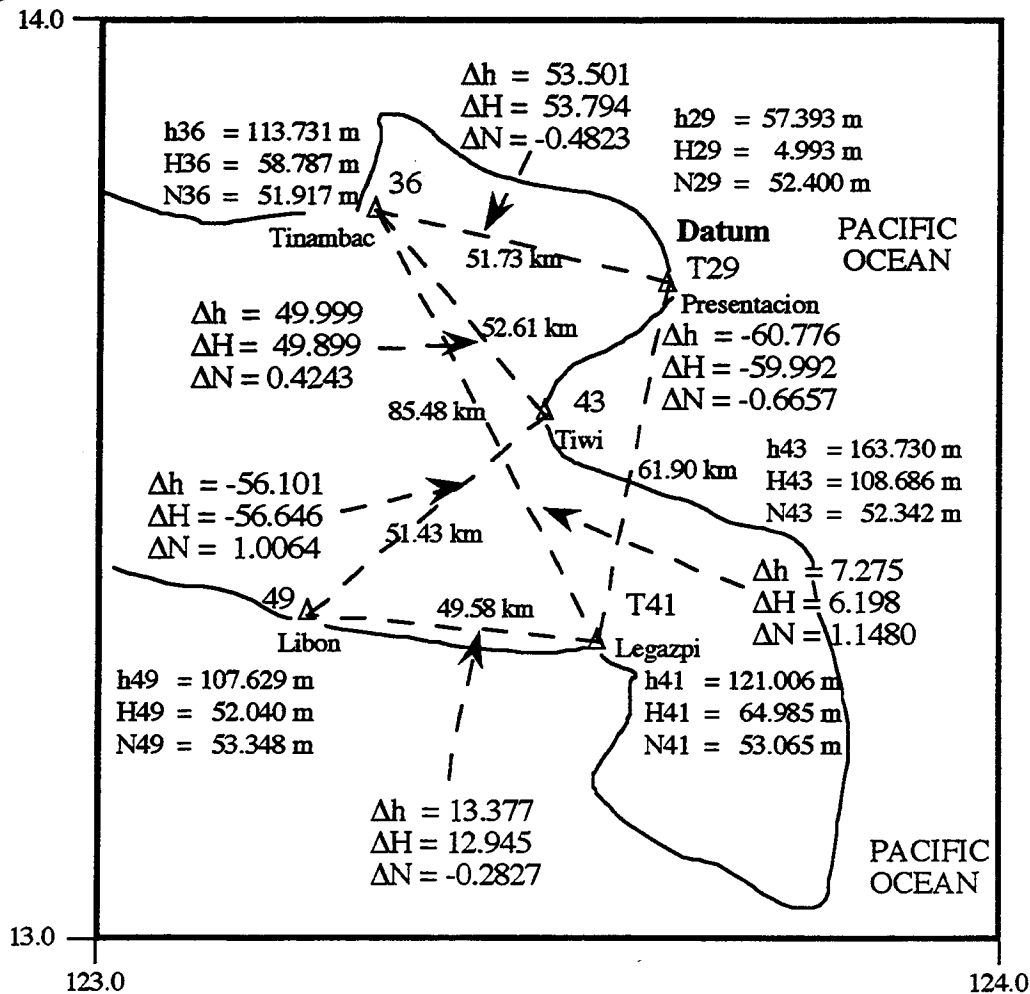 14.0
Δh = 53.501
ΔH = 53.794
ΔN = -0.4823
h36 = 113.731 m
H36 = 58.787 m
N36 = 51.917 m
h29 = 57.393 m
H29 = 4.993 m
N29 = 52.400 m
36
Tinambac
51.73 km
Datum
T29
Presentacion
PACIFIC
OCEAN
Δh = 49.999
ΔH = 49.899
ΔN = 0.4243
52.61 km
Δh = -60.776
ΔH = -59.992
ΔN = -0.6657
85.48 km
43
Tiwi
61.90 km
h43 = 163.730 m
H43 = 108.686 m
N43 = 52.342 m
Δh = -56.101
ΔH = -56.646
ΔN = 1.0064
51.43 km
Δh = 7.275
ΔH = 6.198
ΔN = 1.1480
49
Libon
49.58 km
T41
Legazpi
h49 = 107.629 m
H49 = 52.040 m
N49 = 53.348 m
h41 = 121.006 m
H41 = 64.985 m
N41 = 53.065 m
Δh = 13.377
ΔH = 12.945
ΔN = -0.2827
PACIFIC
OCEAN
13.0
123.0
124.0